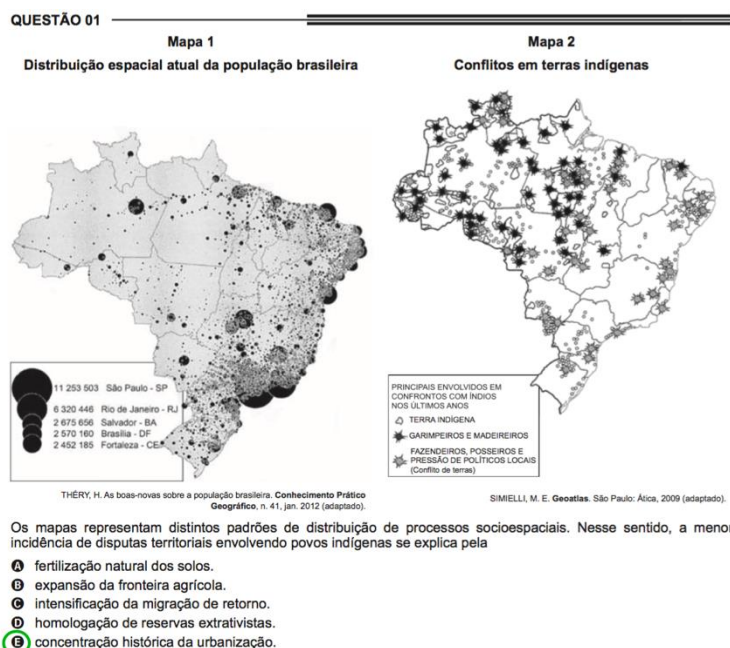 QUESTÃO 01
Mapa 1
Distribuição espacial atual da população brasileira
11 253 503 São Paulo - SP
6 320 446 Rio de Janeiro - RJ
2 675 656 Salvador - BA
2 570 160 Brasília - DF
2 452 185 Fortaleza - CE
THÉRY, H. As boas-novas sobre a população brasileira. Conhecimento Prático
Geográfico, n. 41, jan. 2012 (adaptado).
Mapa 2
Conflitos em terras indígenas
PRINCIPAIS ENVOLVIDOS EM
CONFRONTOS COM ÍNDIOS
NOS ÚLTIMOS ANOS
TERRA INDÍGENA
GARIMPEIROS E MADEIREIROS
FAZENDEIROS, POSSEIROS E
PRESSÃO DE POLÍTICOS LOCAIS
(Conflito de terras)
SIMIELLI, M. E. Geoatlas. São Paulo: Ática, 2009 (adaptado).
Os mapas representam distintos padrões de distribuição de processos socioespaciais. Nesse sentido, a menor
incidência de disputas territoriais envolvendo povos indígenas se explica pela
A fertilização natural dos solos.
B expansão da fronteira agrícola.
C intensificação da migração de retorno.
D homologação de reservas extrativistas.
E concentração histórica da urbanização.